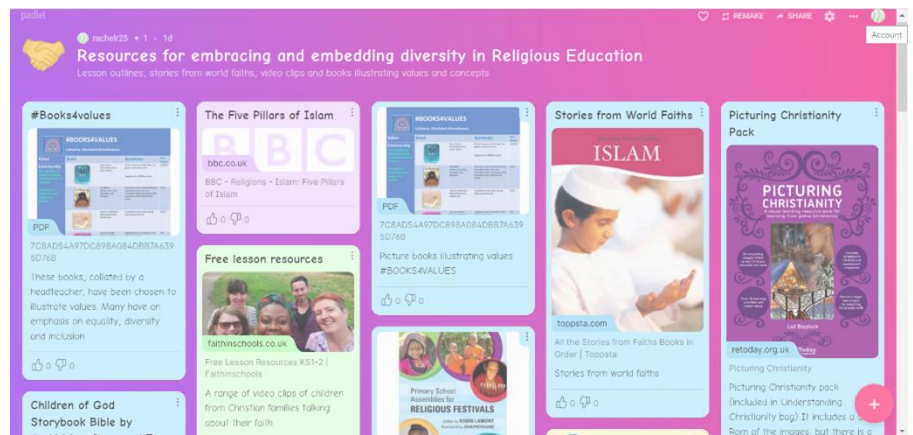 padlet
REMAKE
SHARE
Account
rachelr25 + 1 • 1d
Resources for embracing and embedding diversity in Religious Education
Lesson outlines, stories from world faiths, video clips and books illustrating values and concepts
#Books4values
#BOOKS4VALUES
PDF
7C8AD54A97DC898A084DBB7A639
5D76B
These books, collated by a
headteacher, have been chosen to
illustrate values. Many have an
emphasis on equality, diversity
and inclusion
0 0
Children of God
Storybook Bible by
The Five Pillars of Islam
BBC
bbc.co.uk
BBC - Religions - Islam: Five Pillars
of Islam
0 0
Free lesson resources
faithinschools.co.uk
Free Lesson Resources KS1-2 |
Faithinschools
A range of video clips of children
from Christian families talking
about their faith.
#BOOKS4VALUES
PDF
7C8AD54A97DC898A084DBB7A639
5D76B
Picture books illustrating values
#BOOKS4VALUES
0 0
Primary School
Assemblies for
RELIGIOUS FESTIVALS
Stories from World Faiths
ISLAM
toppsta.com
All the Stories from Faiths Books in
Order | Toppsta
Stories from world faiths
0 0
Picturing Christianity
Pack
PICTURING
CHRISTIANITY
retoday.org.uk
Today
Picturing Christianity
Picturing Christianity pack
(included in Understanding
Christianity bag) It includes a
Rom of the images, but there is a